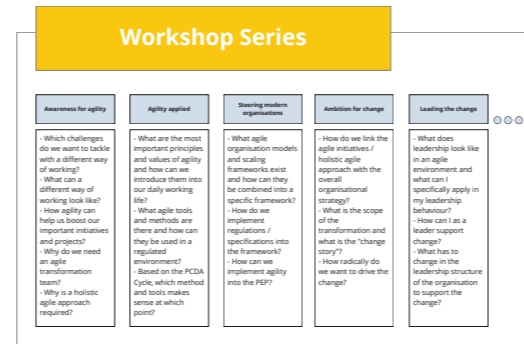 Workshop Series
Awareness for agility
- Which challenges
do we want to tackle
with a different way
of working?
- What can a
different way of
working look like?
- How agility can
help us boost our
important initiatives
and projects?
- Why do we need
an agile
transformation
team?
- Why is a holistic
agile approach
required?
Agility applied
- What are the most
important principles
and values of agility
and how can we
introduce them into
our daily working
life?
- What agile tools
and methods are
there and how can
they be used in a
regulated
environment?
- Based on the PCDA
Cycle, which method
and tools makes
sense at which
point?
Steering modern
organisations
- What agile
organisation models
and scaling
frameworks exist
and how can they
be combined into a
specific framework?
- How do we
implement
regulations /
specifications into
the framework?
- How can we
implement agility
into the PEP?
Ambition for change
- How do we link the
agile initiatives /
holistic agile
approach with the
overall
organisational
strategy?
- What is the scope
of the
transformation and
what is the "change
story"?
- How radically do
we want to drive the
change?
Leading the change
- What does
leadership look like
in an agile
environment and
what can I
specifically apply in
my leadership
behaviour?
- How can I as a
leader support
change?
- What has to
change in the
leadership structure
of the organisation
to support the
change?